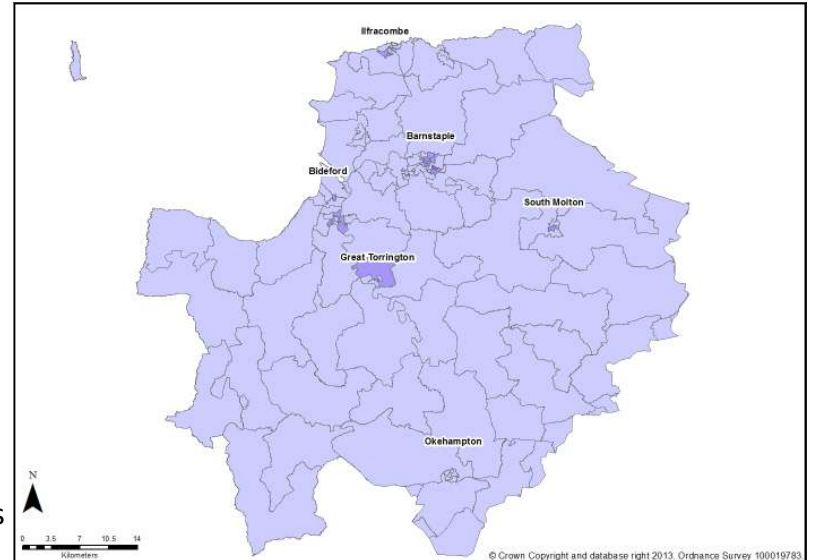 Ilfracombe
Barnstaple
Bideford
South Molton
Great Torrington
Okehampton
N
s
0 3.5 7 10.5 14
Kilometers
© Crown Copyright and database right 2013. Ordnance Survey 100019783.